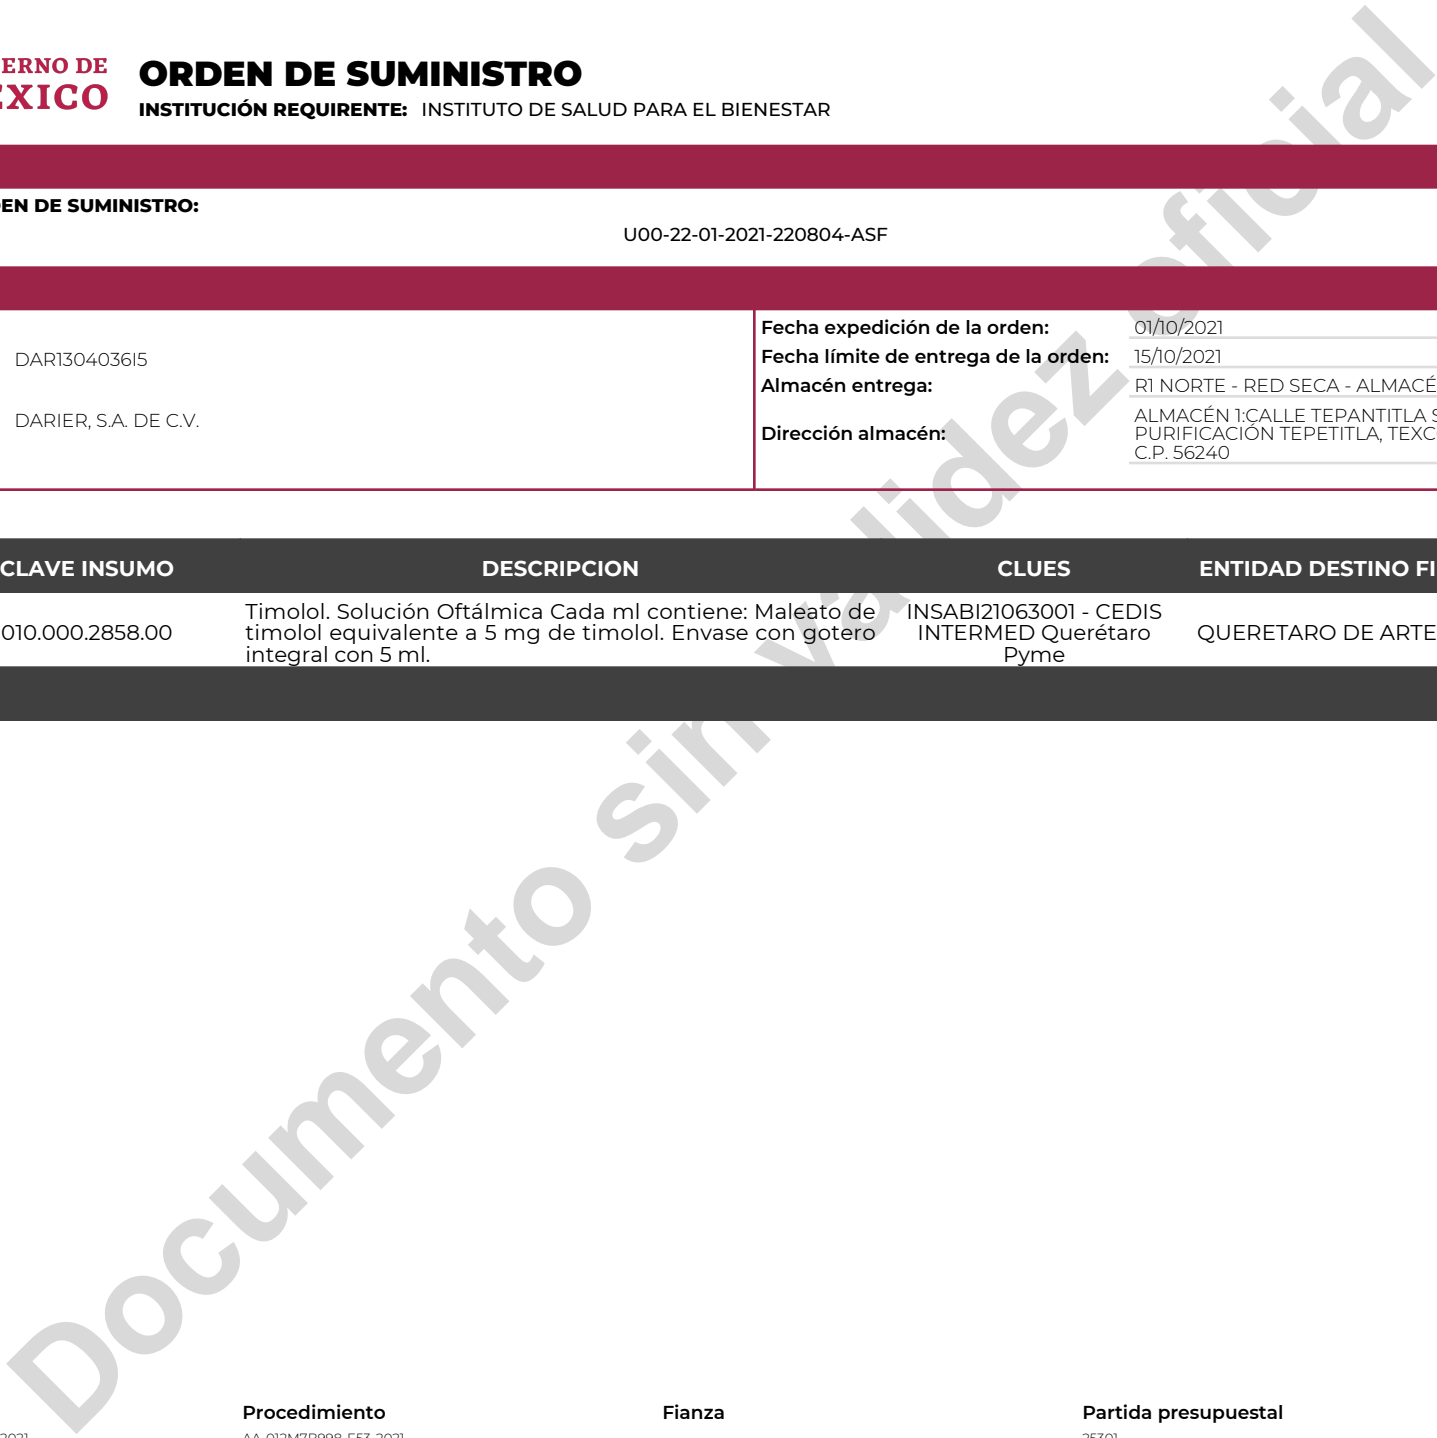 ERNO DE
EXICO
ORDEN DE SUMINISTRO
INSTITUCIÓN REQUIRENTE: INSTITUTO DE SALUD PARA EL BIENESTAR
EN DE SUMINISTRO:
U00-22-01-2021-220804-ASF
DAR1304036I5
DARIER, S.A. DE C.V.
Fecha expedición de la orden: 01/10/2021
Fecha límite de entrega de la orden: 15/10/2021
Almacén entrega: R1 NORTE - RED SECA - ALMACÉ
Dirección almacén:
ALMACÉN 1:CALLE TEPANTITLA S
PURIFICACIÓN TEPETITLA, TEXC
C.P. 56240
CLAVE INSUMO DESCRIPCION CLUES ENTIDAD DESTINO FI
010.000.2858.00
Timolol. Solución Oftálmica Cada ml contiene: Maleato de
timolol equivalente a 5 mg de timolol. Envase con gotero
integral con 5 ml.
INSABI21063001 - CEDIS
INTERMED Querétaro
Pyme
QUERETARO DE ARTE
Documento sin validez oficial
Procedimiento Fianza Partida presupuestal